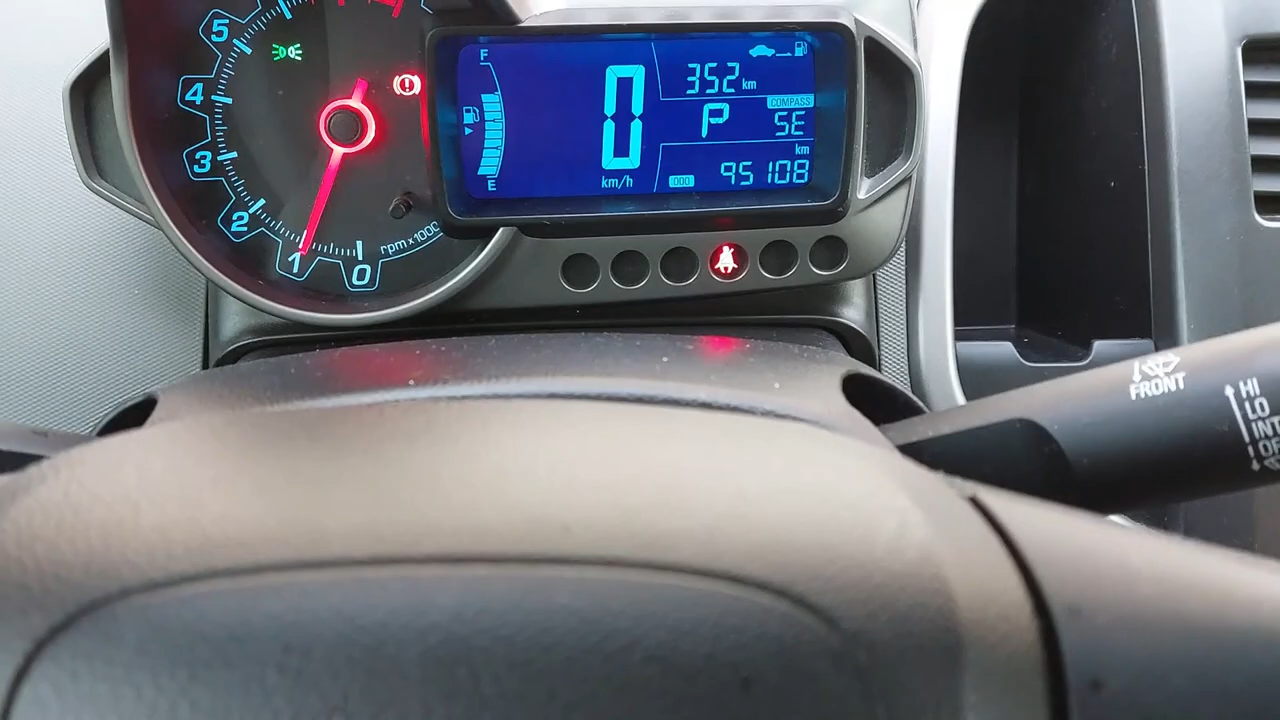 5
4
3
2
1
0
rpm x 1000
F
E
0
km/h
352 km
P
COMPASS
SE
km
ODO 95108
FRONT
HI
LO
INT